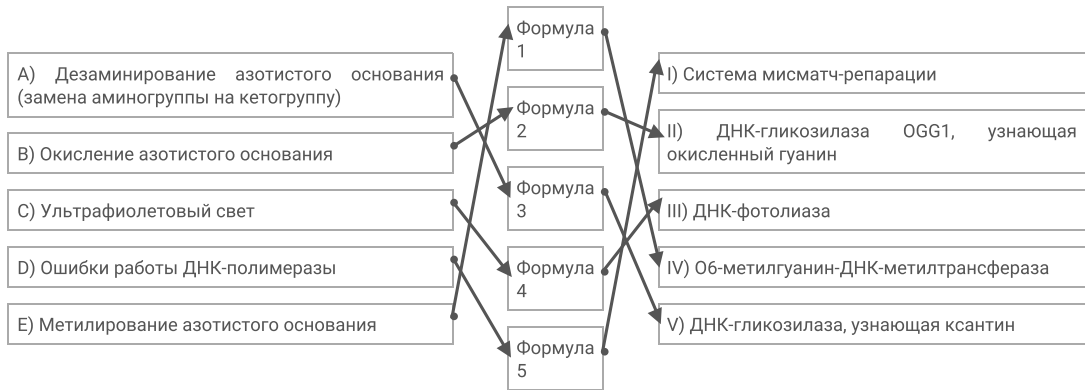 A) Дезаминирование азотистого основания
(замена аминогруппы на кетогруппу)
B) Окисление азотистого основания
C) Ультрафиолетовый свет
D) Ошибки работы ДНК-полимеразы
E) Метилирование азотистого основания
Формула
1
Формула
2
Формула
3
Формула
4
Формула
5
I) Система мисматч-репарации
II) ДНК-гликозилаза OGG1, узнающая
окисленный гуанин
III) ДНК-фотолиаза
IV) О6-метилгуанин-ДНК-метилтрансфераза
V) ДНК-гликозилаза, узнающая ксантин